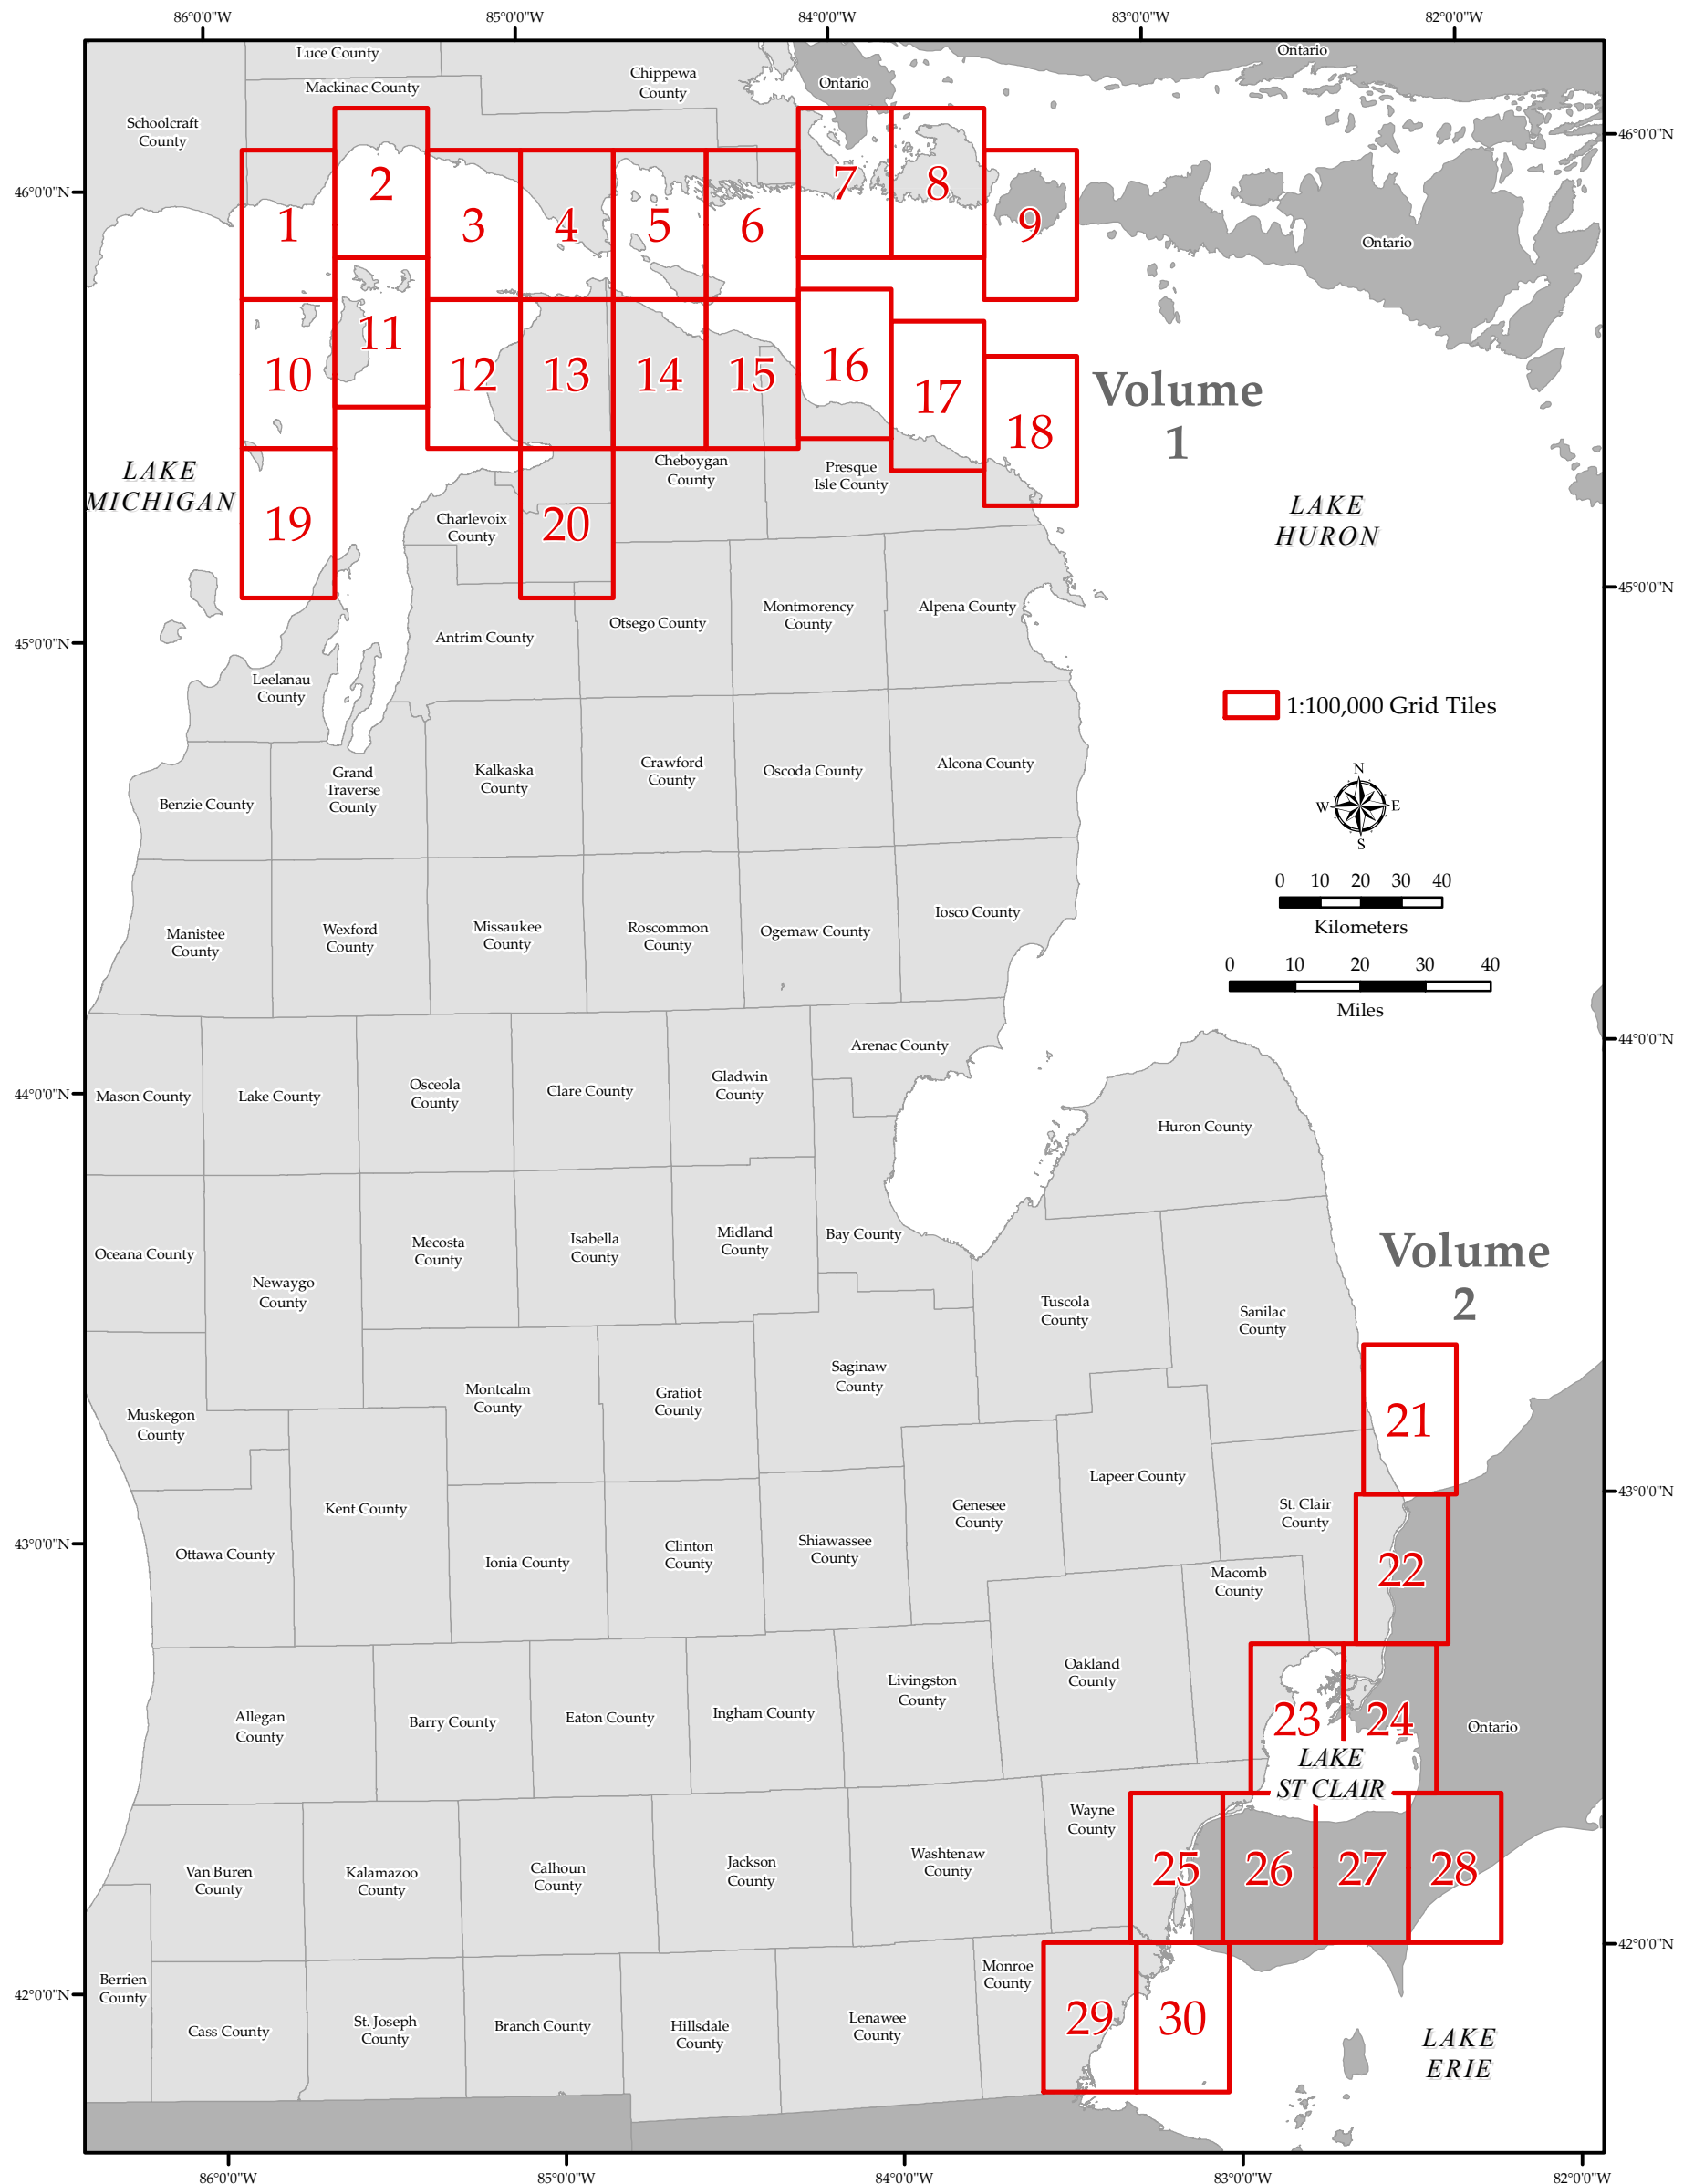 86°0'0"W
85°0'0"W
84°0'0"W
83°0'0"W
82°0'0"W
Luce County
Mackinac County
Chippewa
County
Ontario
Ontario
Schoolcraft
County
46°0'0"N
46°0'0"N
Ontario
1
2
3
4
5
6
7
8
9
10
11
12
13
14
15
16
17
18
Volume
1
LAKE
MICHIGAN
19
20
Cheboygan
County
Presque
Isle County
Charlevoix
County
LAKE
HURON
45°0'0"N
45°0'0"N
Antrim County
Otsego County
Montmorency
County
Alpena County
Leelanau
County
1:100,000 Grid Tiles
Benzie County
Grand
Traverse
County
Kalkaska
County
Crawford
County
Oscoda County
Alcona County
N
W
E
S
0 10 20 30 40
Kilometers
0 10 20 30 40
Miles
Manistee
County
Wexford
County
Missaukee
County
Roscommon
County
Ogemaw County
Iosco County
44°0'0"N
44°0'0"N
Arenac County
Mason County
Lake County
Osceola
County
Clare County
Gladwin
County
Huron County
Oceana County
Newaygo
County
Mecosta
County
Isabella
County
Midland
County
Bay County
Volume
2
Tuscola
County
Sanilac
County
Muskegon
County
Montcalm
County
Gratiot
County
Saginaw
County
21
Kent County
Lapeer County
Genesee
County
St. Clair
County
43°0'0"N
43°0'0"N
Ottawa County
Ionia County
Clinton
County
Shiawassee
County
Macomb
County
22
Allegan
County
Barry County
Eaton County
Ingham County
Livingston
County
Oakland
County
23
24
Ontario
LAKE
ST CLAIR
Van Buren
County
Kalamazoo
County
Calhoun
County
Jackson
County
Washtenaw
County
Wayne
County
25
26
27
28
42°0'0"N
42°0'0"N
Berrien
County
Cass County
St. Joseph
County
Branch County
Hillsdale
County
Lenawee
County
Monroe
County
29
30
LAKE
ERIE
86°0'0"W
85°0'0"W
84°0'0"W
83°0'0"W
82°0'0"W